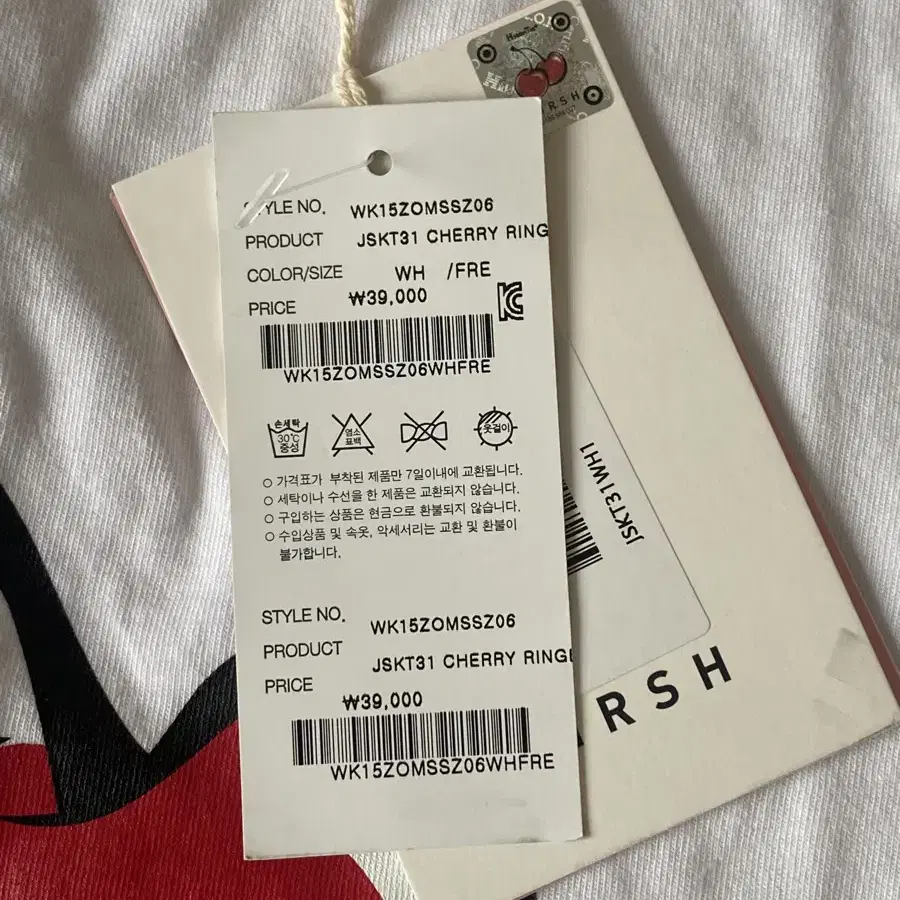 STYLE NO. WK15ZOMSSZ06
PRODUCT JSKT31 CHERRY RING
COLOR/SIZE WH /FRE
PRICE ₩39,000
WK15ZOMSSZ06WHFRE
손세탁
30℃
중성
염소
표백
옷걸이
○ 가격표가 부착된 제품만 7일이내에 교환됩니다.
○ 세탁이나 수선을 한 제품은 교환되지 않습니다.
○ 구입하는 상품은 현금으로 환불되지 않습니다.
○ 수입상품 및 속옷, 악세서리는 교환 및 환불이
불가합니다.
STYLE NO. WK15ZOMSSZ06
PRODUCT JSKT31 CHERRY RING
PRICE ₩39,000
WK15ZOMSSZ06WHFRE
JSKT31WH1
RSH
RSH